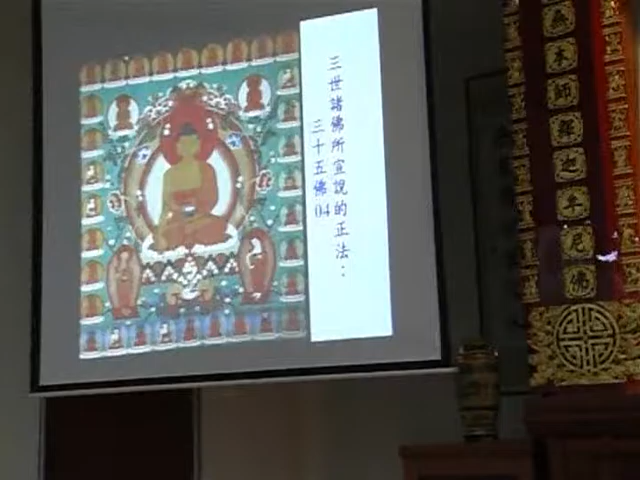 三世諸佛所宣說的正法：
三十五佛04
南無本師釋迦牟尼佛